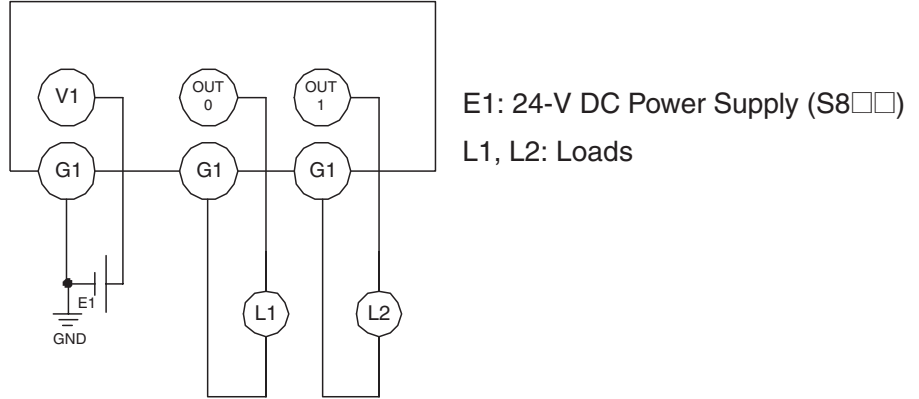 V1
OUT
0
OUT
1
E1: 24-V DC Power Supply (S8□□)
L1, L2: Loads
G1
G1
G1
E1
GND
L1
L2